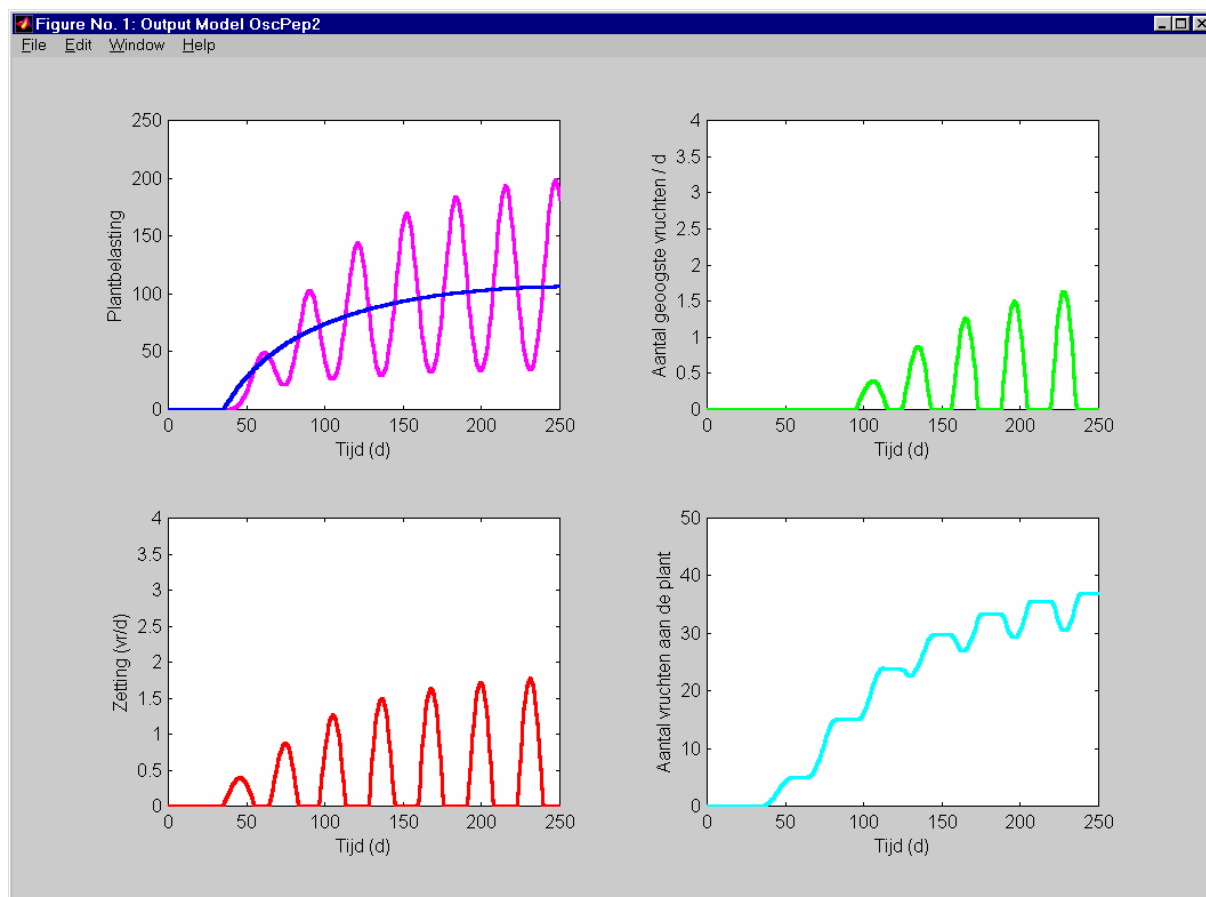 Figure No. 1: Output Model OscPep2
File Edit Window Help
250
200
150
100
50
0
Plantbelasting
0 50 100 150 200 250
Tijd (d)
4
3.5
3
2.5
2
1.5
1
0.5
0
Aantal geoogste vruchten / d
0 50 100 150 200 250
Tijd (d)
4
3.5
3
2.5
2
1.5
1
0.5
0
Zetting (vr/d)
0 50 100 150 200 250
Tijd (d)
50
40
30
20
10
0
Aantal vruchten aan de plant
0 50 100 150 200 250
Tijd (d)